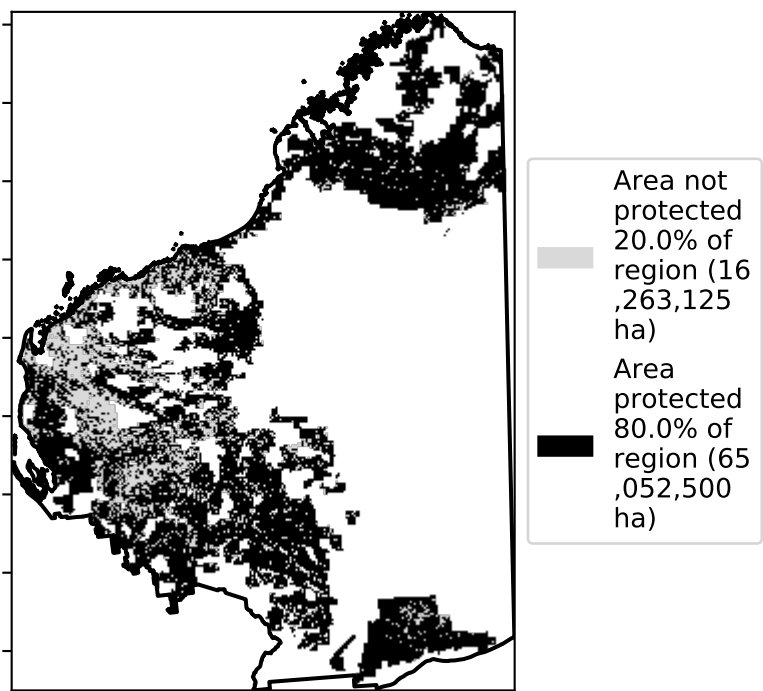 Area not
protected
20.0% of
region (16
,263,125
ha)
Area
protected
80.0% of
region (65
,052,500
ha)